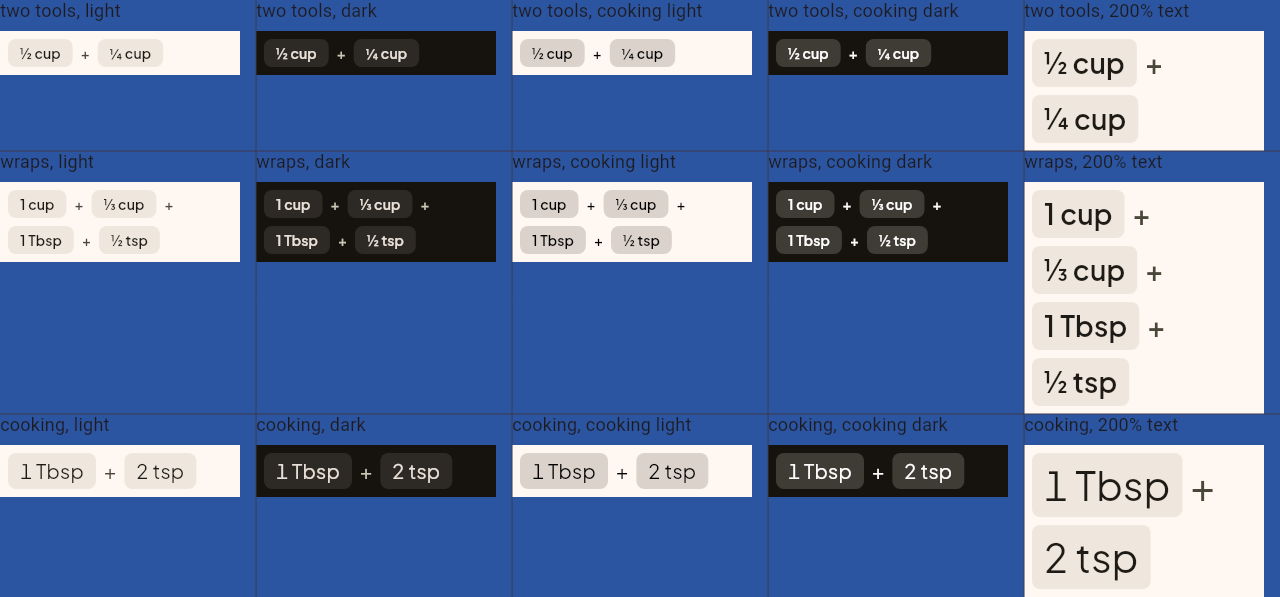 two tools, light
½ cup + ¼ cup
two tools, dark
½ cup + ¼ cup
two tools, cooking light
½ cup + ¼ cup
two tools, cooking dark
½ cup + ¼ cup
two tools, 200% text
½ cup +
¼ cup
wraps, light
1 cup + ⅓ cup +
1 Tbsp + ½ tsp
wraps, dark
1 cup + ⅓ cup +
1 Tbsp + ½ tsp
wraps, cooking light
1 cup + ⅓ cup +
1 Tbsp + ½ tsp
wraps, cooking dark
1 cup + ⅓ cup +
1 Tbsp + ½ tsp
wraps, 200% text
1 cup +
⅓ cup +
1 Tbsp +
½ tsp
cooking, light
1 Tbsp + 2 tsp
cooking, dark
1 Tbsp + 2 tsp
cooking, cooking light
1 Tbsp + 2 tsp
cooking, cooking dark
1 Tbsp + 2 tsp
cooking, 200% text
1 Tbsp +
2 tsp